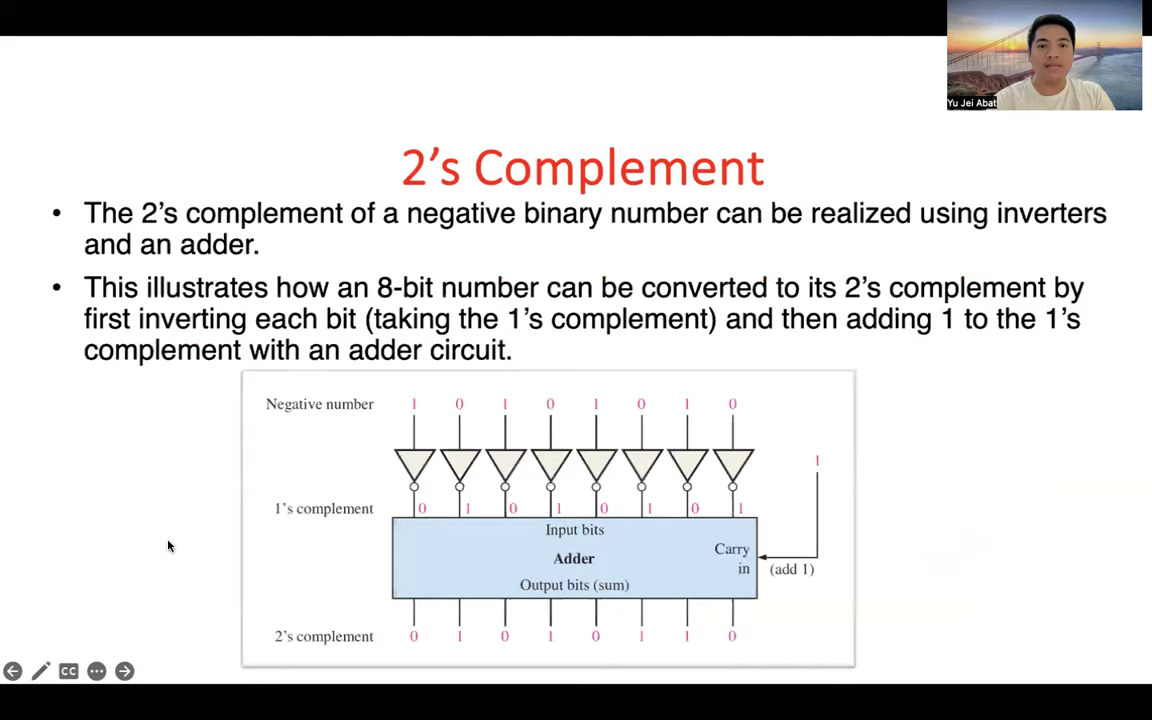 Yu Jei Abat
2’s Complement
• The 2’s complement of a negative binary number can be realized using inverters
and an adder.
• This illustrates how an 8-bit number can be converted to its 2’s complement by
first inverting each bit (taking the 1’s complement) and then adding 1 to the 1’s
complement with an adder circuit.
Negative number 1 0 1 0 1 0 1 0
1
1’s complement 0 1 0 1 0 1 0 1
Input bits
Carry
Adder
in
(add 1)
Output bits (sum)
2’s complement 0 1 0 1 0 1 1 0
CC